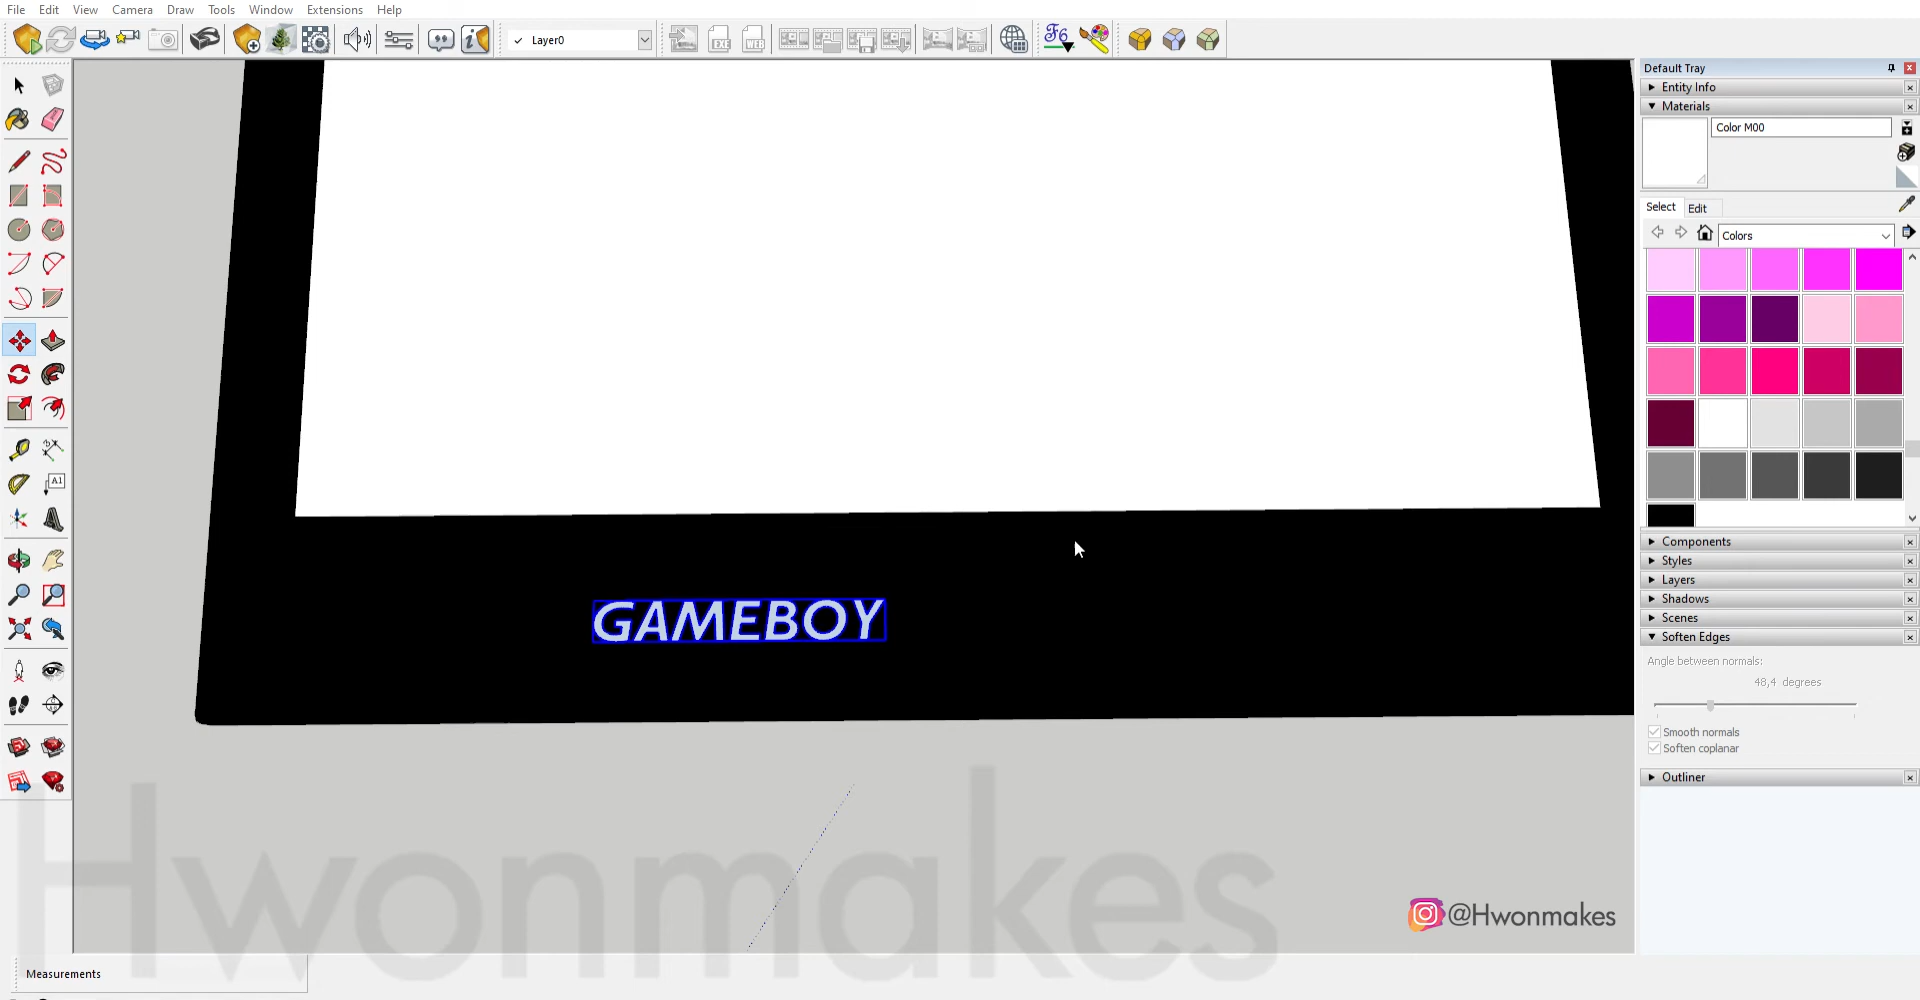 File Edit View Camera Draw Tools Window Extensions Help
Layer0
Default Tray
Entity Info
Materials
Color M00
Select Edit
Colors
GAMEBOY
Components
Styles
Layers
Shadows
Scenes
Soften Edges
Angle between normals:
48,4 degrees
Smooth normals
Soften coplanar
Outliner
Hwonmakes
@Hwonmakes
Measurements